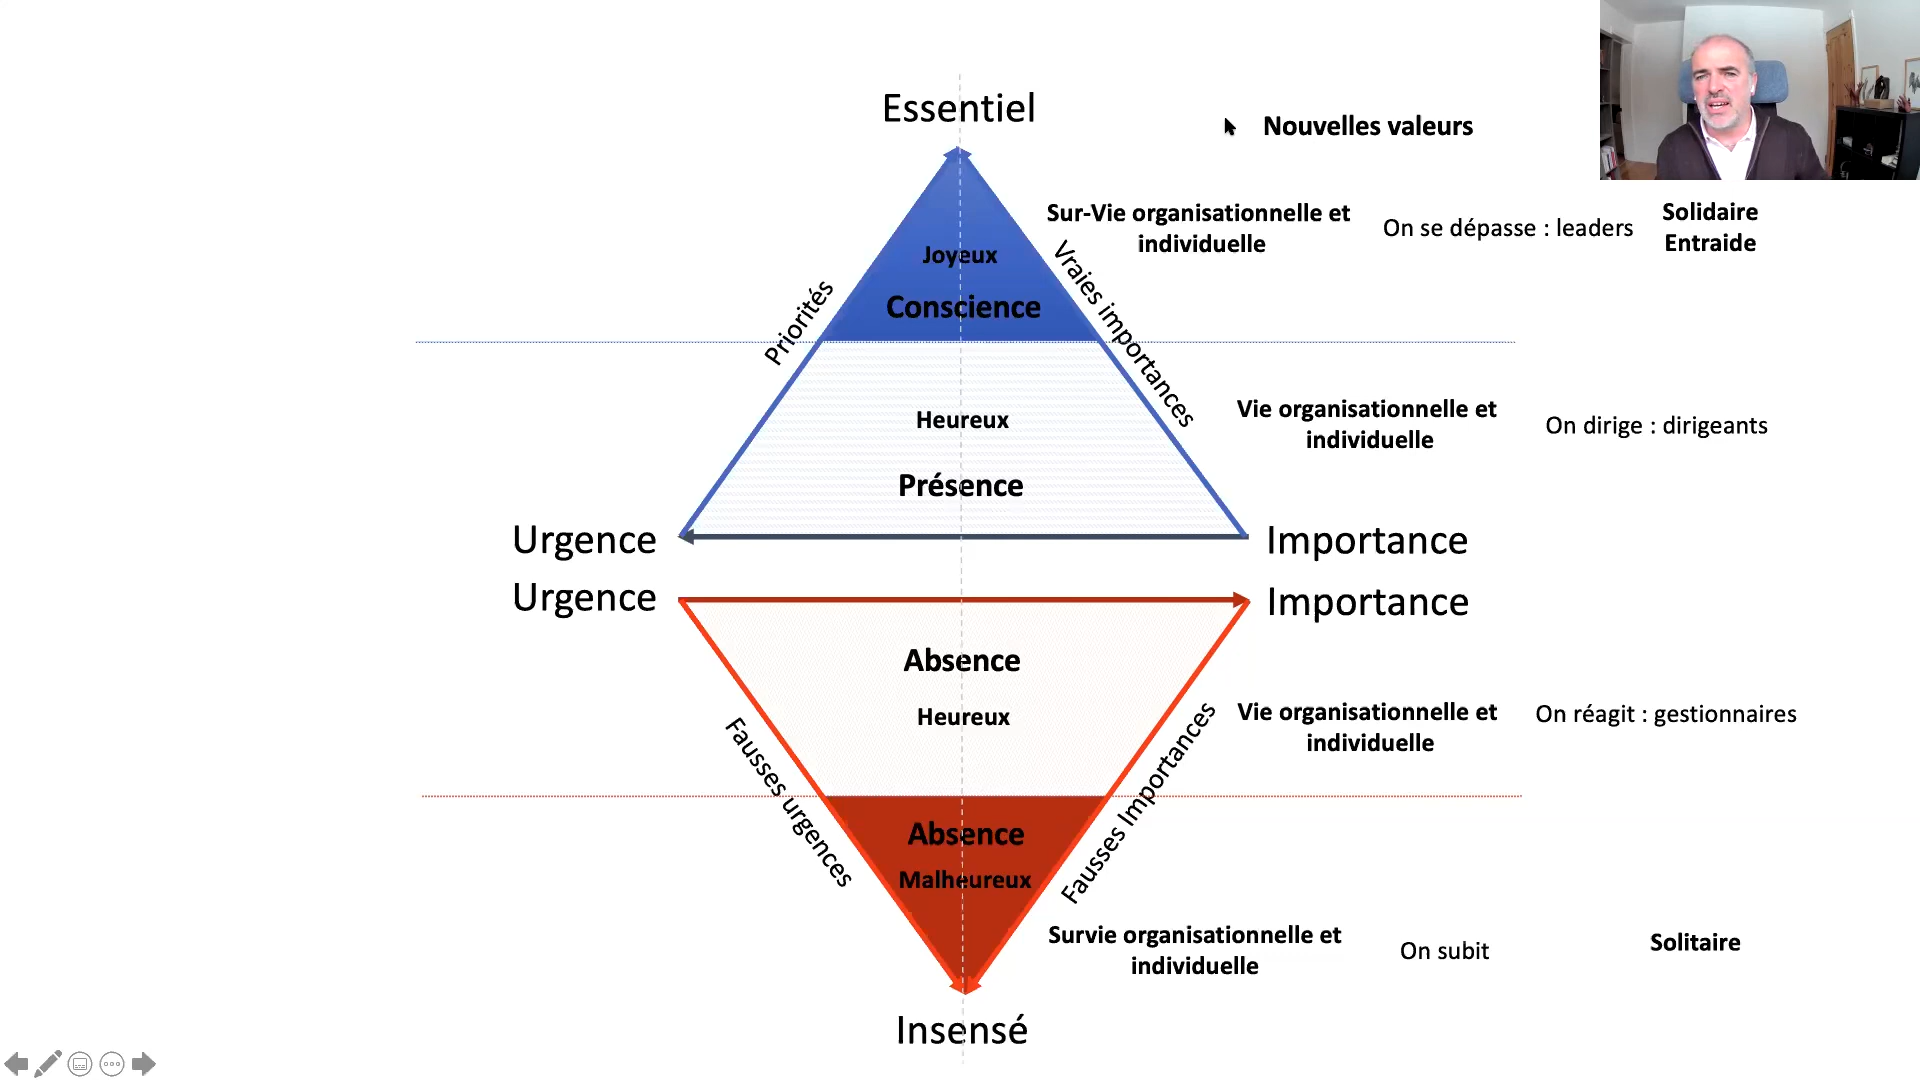 Essentiel
Nouvelles valeurs
Sur-Vie organisationnelle et
individuelle
On se dépasse : leaders
Solidaire
Entraide
Joyeux
Conscience
Priorités
Vraies importances
Heureux
Présence
Vie organisationnelle et
individuelle
On dirige : dirigeants
Urgence
Importance
Urgence
Importance
Absence
Heureux
Fausses urgences
Fausses Importances
Vie organisationnelle et
individuelle
On réagit : gestionnaires
Absence
Malheureux
Survie organisationnelle et
individuelle
On subit
Solitaire
Insensé